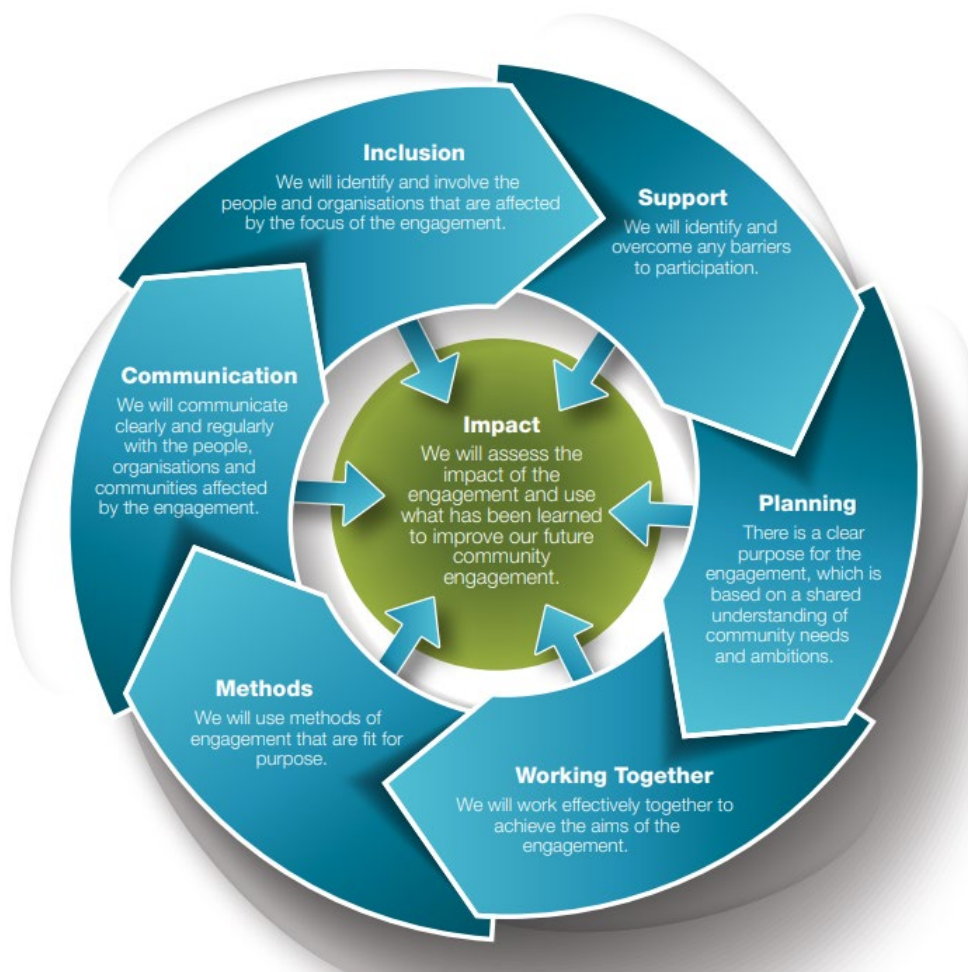 Inclusion
We will identify and involve the
people and organisations that are affected
by the focus of the engagement.
Support
We will identify and
overcome any barriers
to participation.
Planning
There is a clear
purpose for the
engagement, which is
based on a shared
understanding of
community needs
and ambitions.
Working Together
We will work effectively together to
achieve the aims of the
engagement.
Methods
We will use methods of
engagement that are fit for
purpose.
Communication
We will communicate
clearly and regularly
with the people,
organisations and
communities affected
by the engagement.
Impact
We will assess the
impact of the
engagement and use
what has been learned
to improve our future
community
engagement.